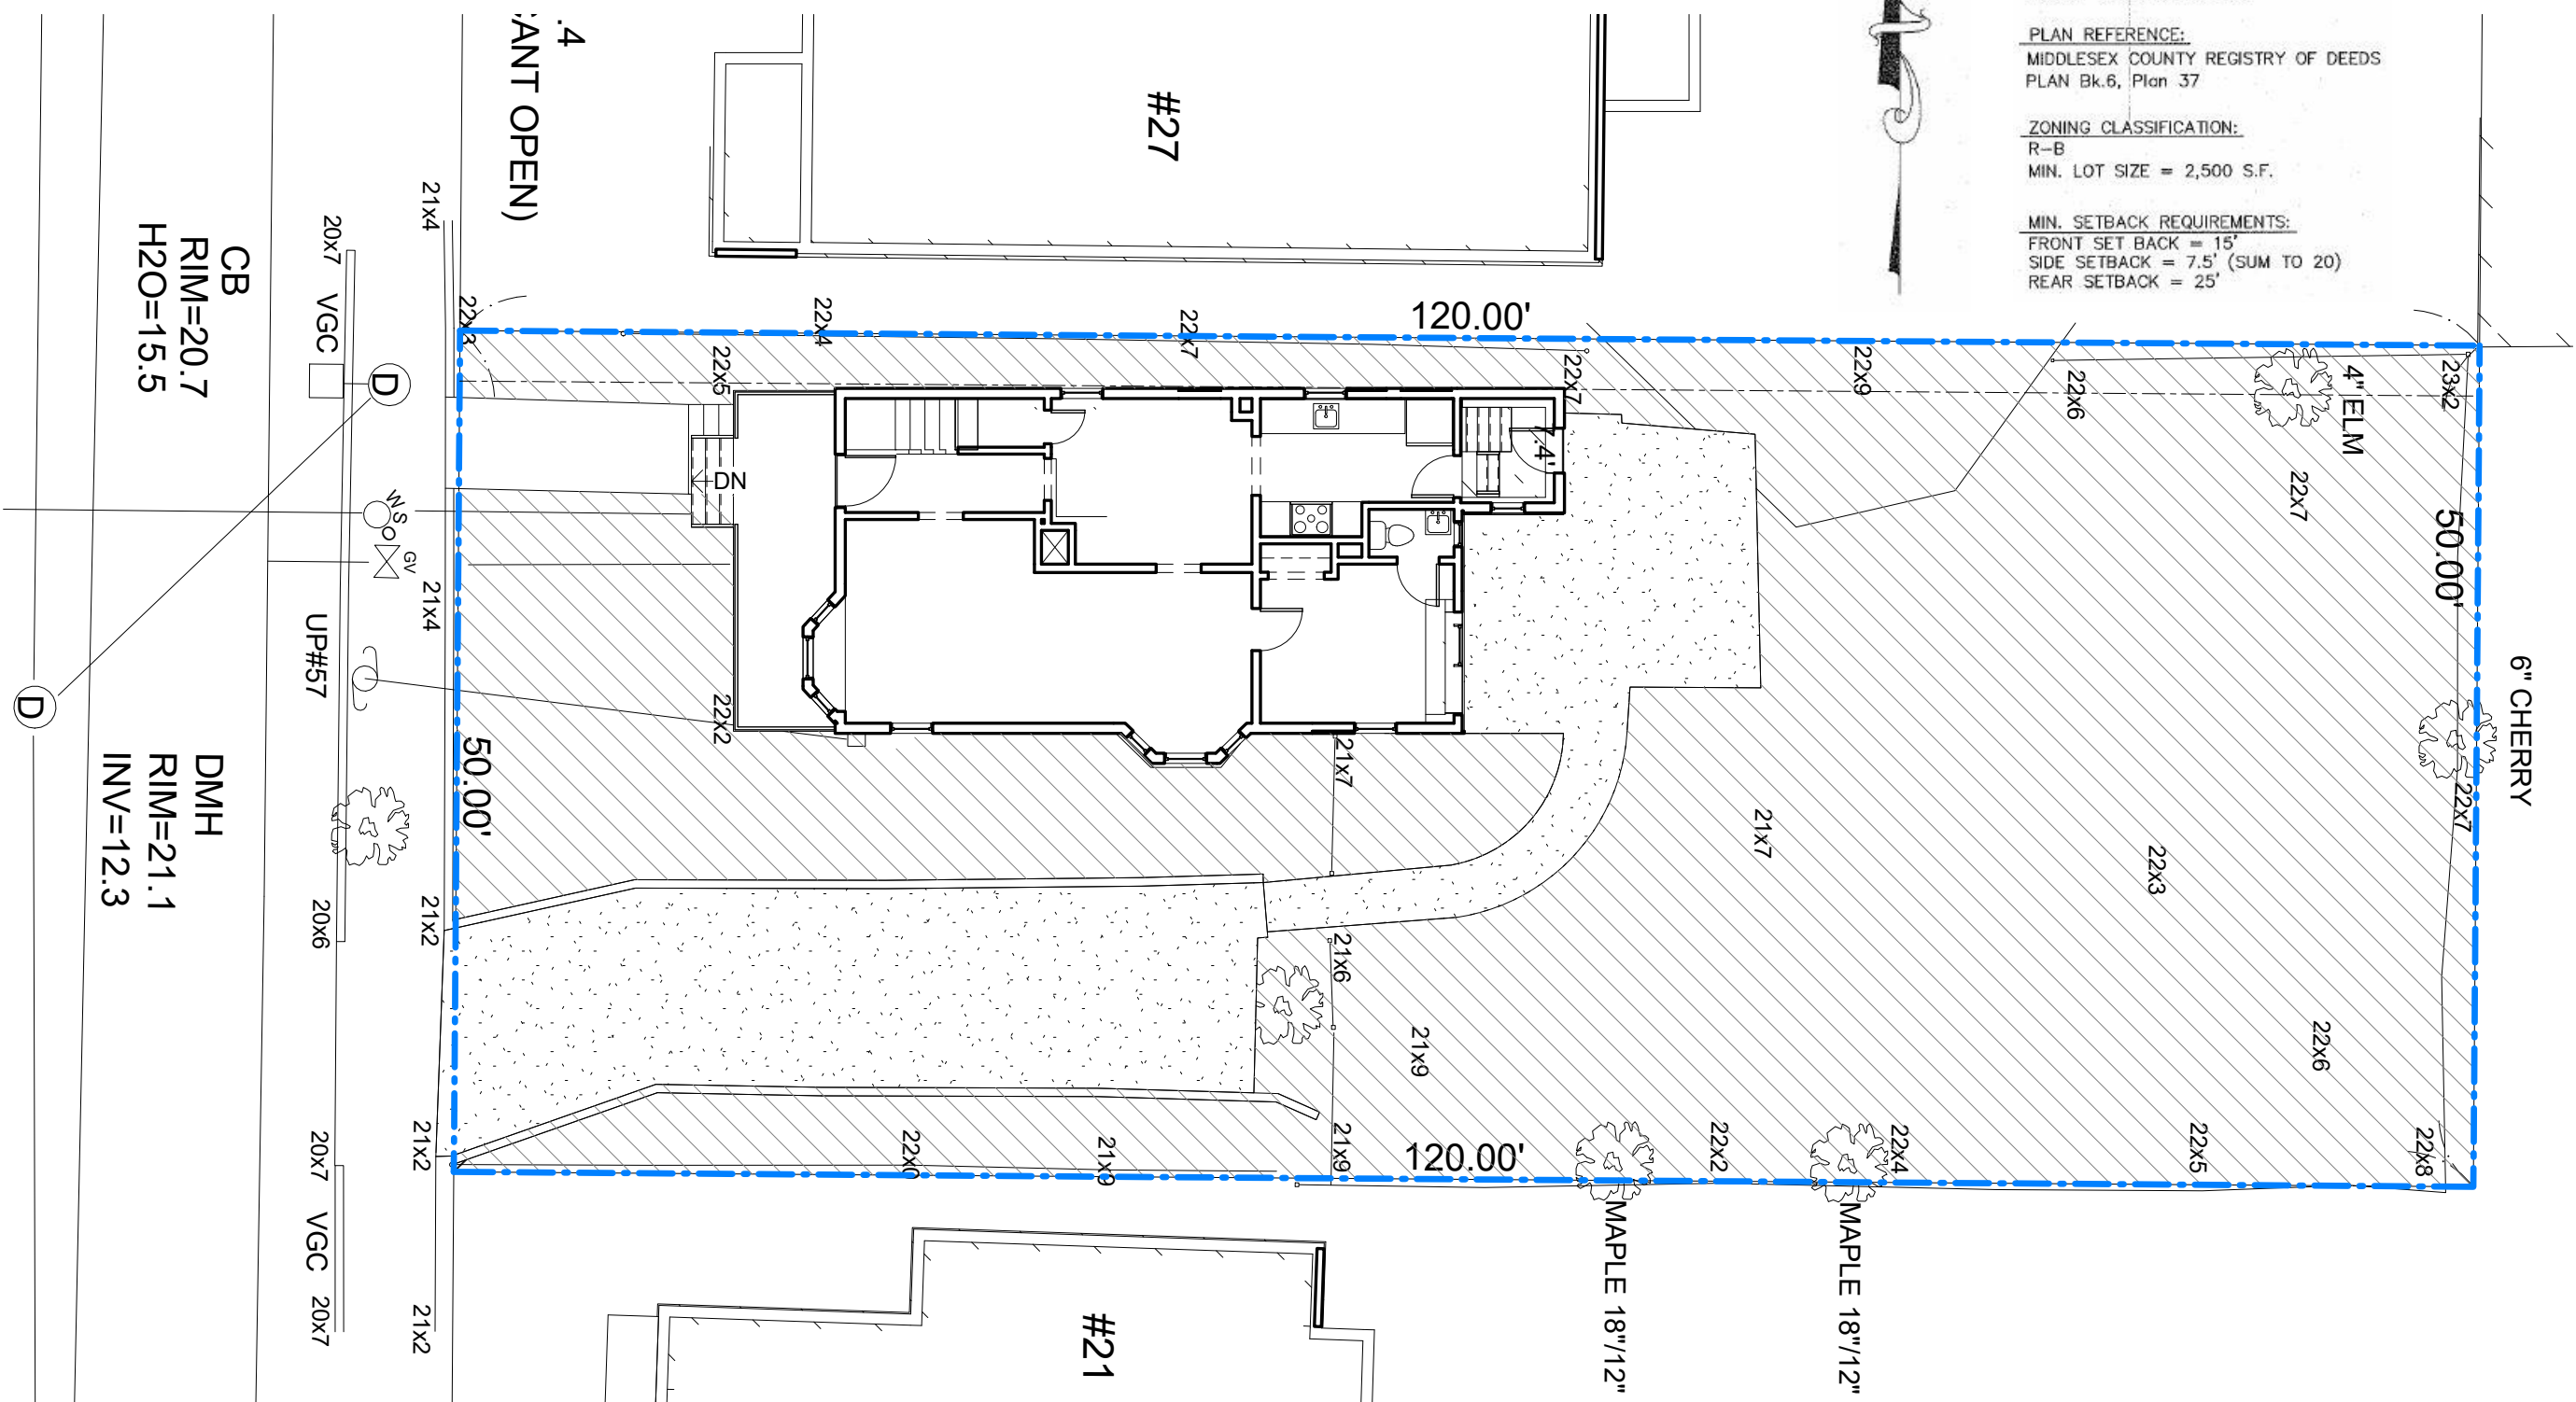 .4
CANT OPEN)
#27
PLAN REFERENCE:
MIDDLESEX COUNTY REGISTRY OF DEEDS
PLAN Bk.6, Plan 37
ZONING CLASSIFICATION:
R-B
MIN. LOT SIZE = 2,500 S.F.
MIN. SETBACK REQUIREMENTS:
FRONT SET BACK = 15'
SIDE SETBACK = 7.5' (SUM TO 20)
REAR SETBACK = 25'
CB
RIM=20.7
H2O=15.5
20x7
VGC
21x4
22x3
22x4
22x5
22x7
120.00'
22x7
22x9
22x6
4" ELM
23x2
22x7
50.00'
6" CHERRY
D
W
S
GV
DN
7.4'
21x4
UP#57
22x2
50.00'
D
DMH
RIM=21.1
INV=12.3
20x6
21x2
21x7
21x7
22x7
22x3
21x6
21x9
22x6
20x7
21x2
22x0
21x9
21x9
120.00'
22x2
22x4
22x5
22x8
VGC
20x7
21x2
#21
MAPLE 18"/12"
MAPLE 18"/12"